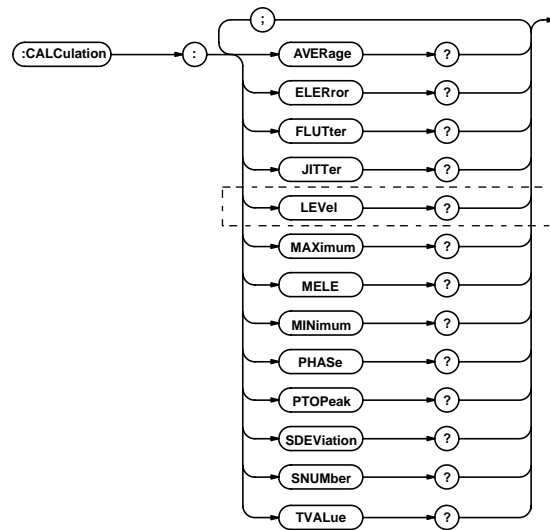 ;
:CALCulation : AVERage ?
ELERror ?
FLUTter ?
JITTer ?
LEVel ?
MAXimum ?
MELE ?
MINimum ?
PHASe ?
PTOPeak ?
SDEViation ?
SNUMber ?
TVALue ?